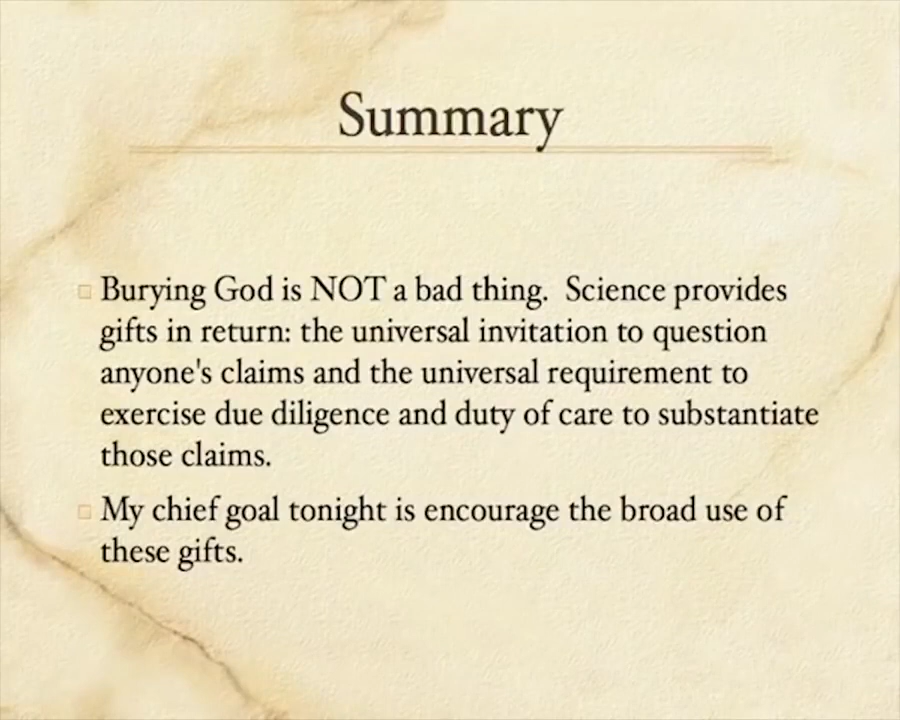 Summary
Burying God is NOT a bad thing.  Science provides
gifts in return: the universal invitation to question
anyone's claims and the universal requirement to
exercise due diligence and duty of care to substantiate
those claims.
My chief goal tonight is encourage the broad use of
these gifts.